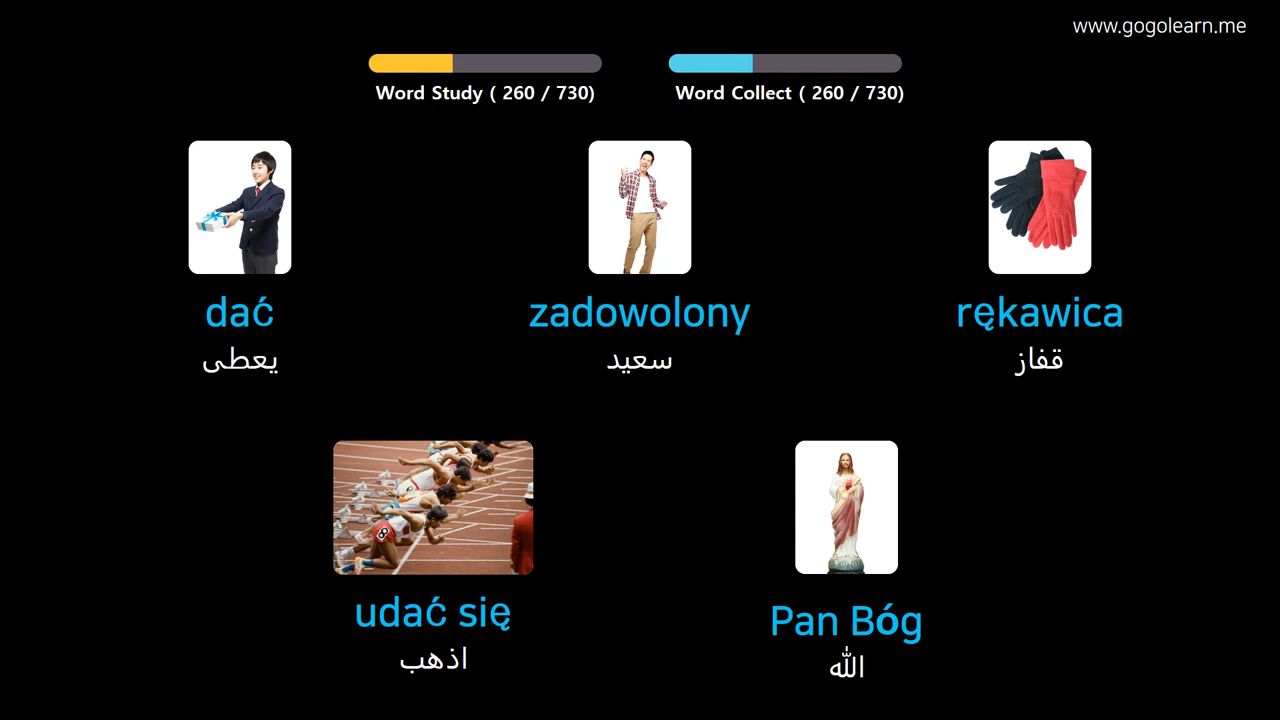 www.gogolearn.me
Word Study ( 260 / 730)
Word Collect ( 260 / 730)
dać
يعطى
zadowolony
سعيد
rękawica
قفاز
udać się
اذهب
Pan Bóg
الله